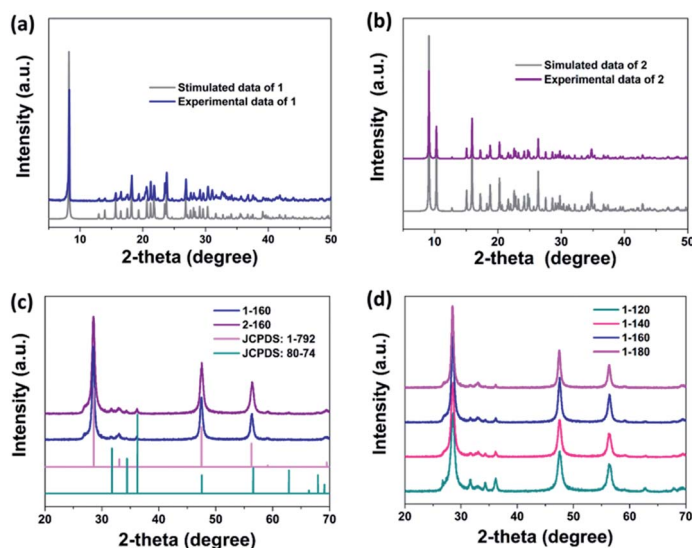 (a)
Intensity (a.u.)
Stimulated data of 1
Experimental data of 1
5 10 20 30 40 50
2-theta (degree)
(b)
Intensity (a.u.)
Simulated data of 2
Experimental data of 2
10 20 30 40 50
2-theta (degree)
(c)
Intensity (a.u.)
1-160
2-160
JCPDS: 1-792
JCPDS: 80-74
20 30 40 50 60 70
2-theta (degree)
(d)
Intensity (a.u.)
1-120
1-140
1-160
1-180
20 30 40 50 60 70
2-theta (degree)